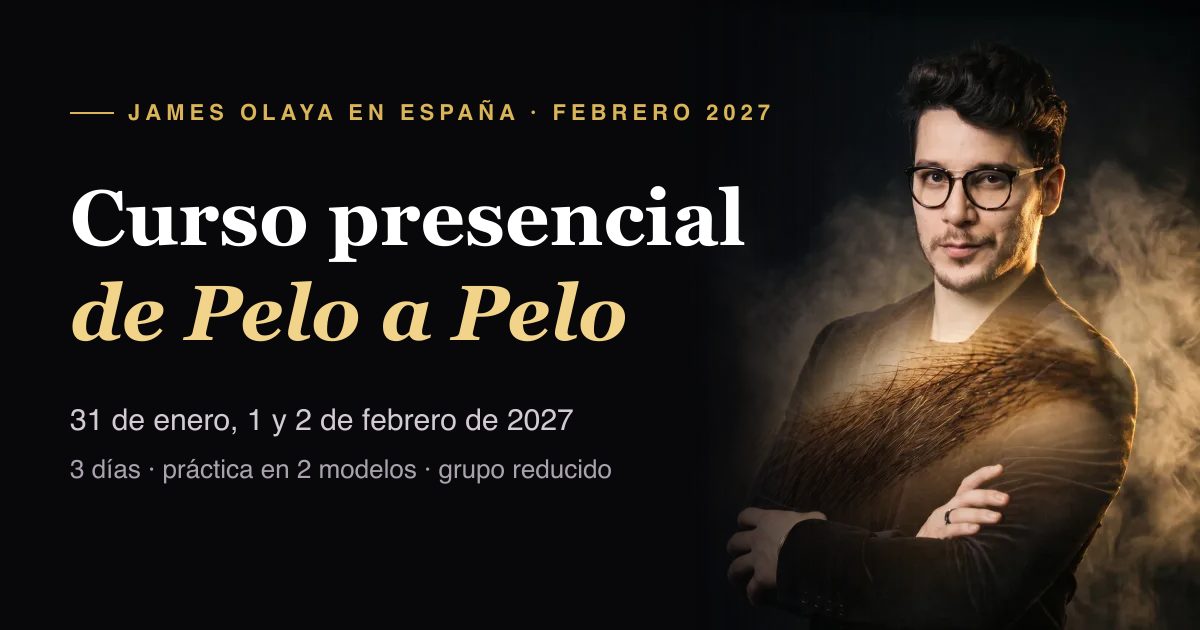 JAMES OLAYA EN ESPAÑA · FEBRERO 2027
Curso presencial
de Pelo a Pelo
31 de enero, 1 y 2 de febrero de 2027
3 días · práctica en 2 modelos · grupo reducido